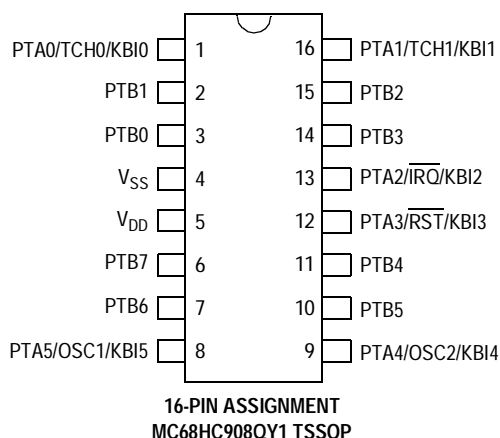 PTA0/TCH0/KBI0 1 16 PTA1/TCH1/KBI1
PTB1 2 15 PTB2
PTB0 3 14 PTB3
VSS 4 13 PTA2/IRQ/KBI2
VDD 5 12 PTA3/RST/KBI3
PTB7 6 11 PTB4
PTB6 7 10 PTB5
PTA5/OSC1/KBI5 8 9 PTA4/OSC2/KBI4
16-PIN ASSIGNMENT
MC68HC908QY1 TSSOP